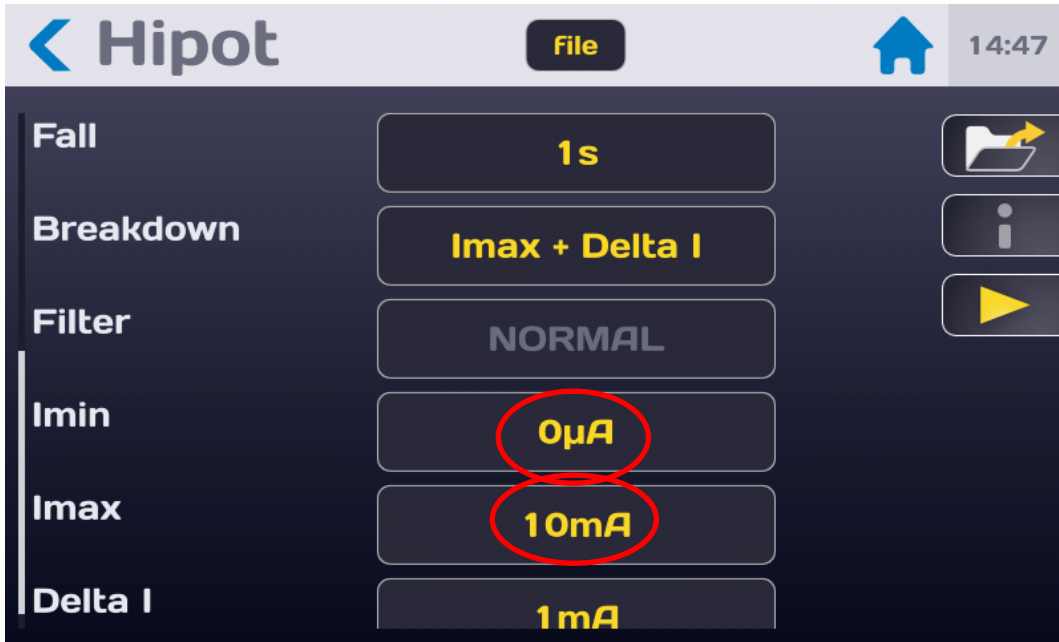 Hipot
File
14:47
Fall
1s
Breakdown
Imax + Delta I
Filter
NORMAL
Imin
0µA
Imax
10mA
Delta I
1mA